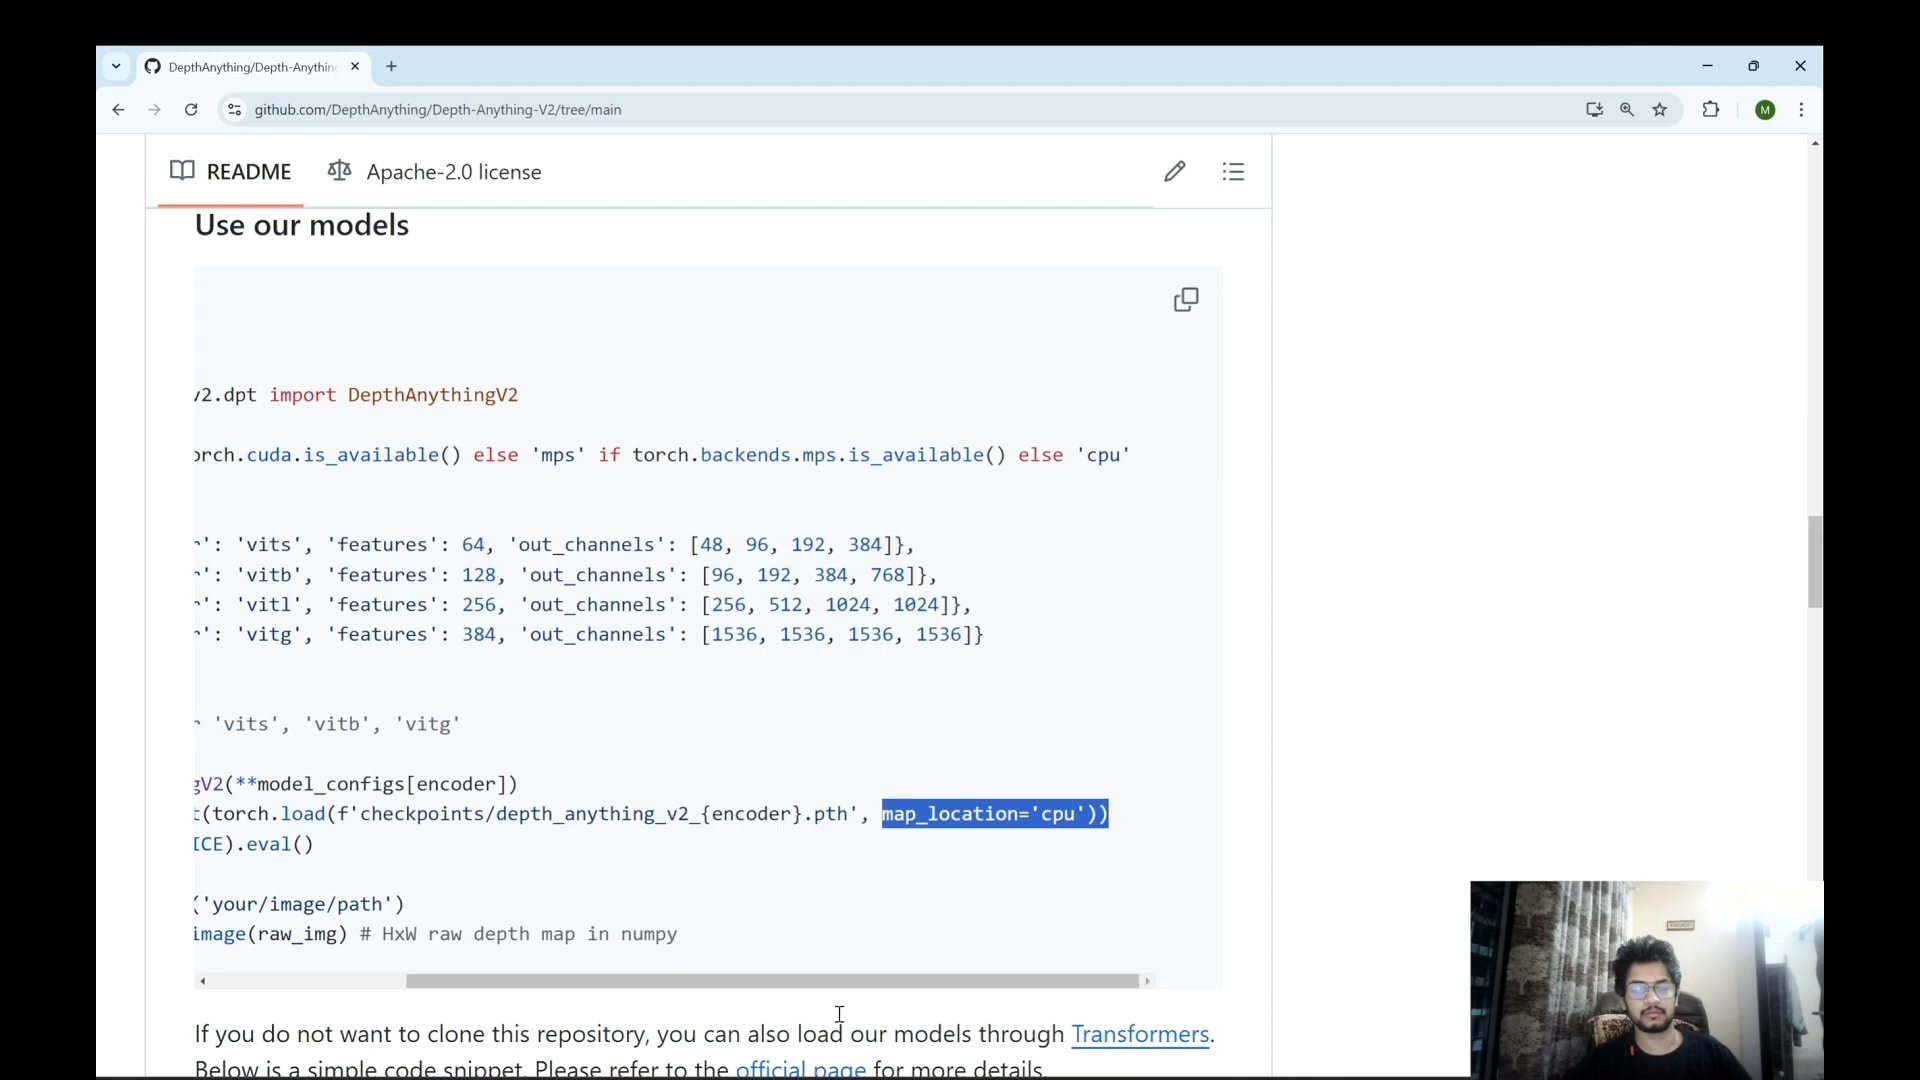 DepthAnything/Depth-Anythin
github.com/DepthAnything/Depth-Anything-V2/tree/main
M
README
Apache-2.0 license
Use our models
v2.dpt import DepthAnythingV2
orch.cuda.is_available() else 'mps' if torch.backends.mps.is_available() else 'cpu'
r': 'vits', 'features': 64, 'out_channels': [48, 96, 192, 384]},
r': 'vitb', 'features': 128, 'out_channels': [96, 192, 384, 768]},
r': 'vitl', 'features': 256, 'out_channels': [256, 512, 1024, 1024]},
r': 'vitg', 'features': 384, 'out_channels': [1536, 1536, 1536, 1536]}
r 'vits', 'vitb', 'vitg'
gV2(**model_configs[encoder])
t(torch.load(f'checkpoints/depth_anything_v2_{encoder}.pth', map_location='cpu'))
ICE).eval()
('your/image/path')
image(raw_img) # HxW raw depth map in numpy
If you do not want to clone this repository, you can also load our models through Transformers.
Below is a simple code snippet. Please refer to the official page for more details.